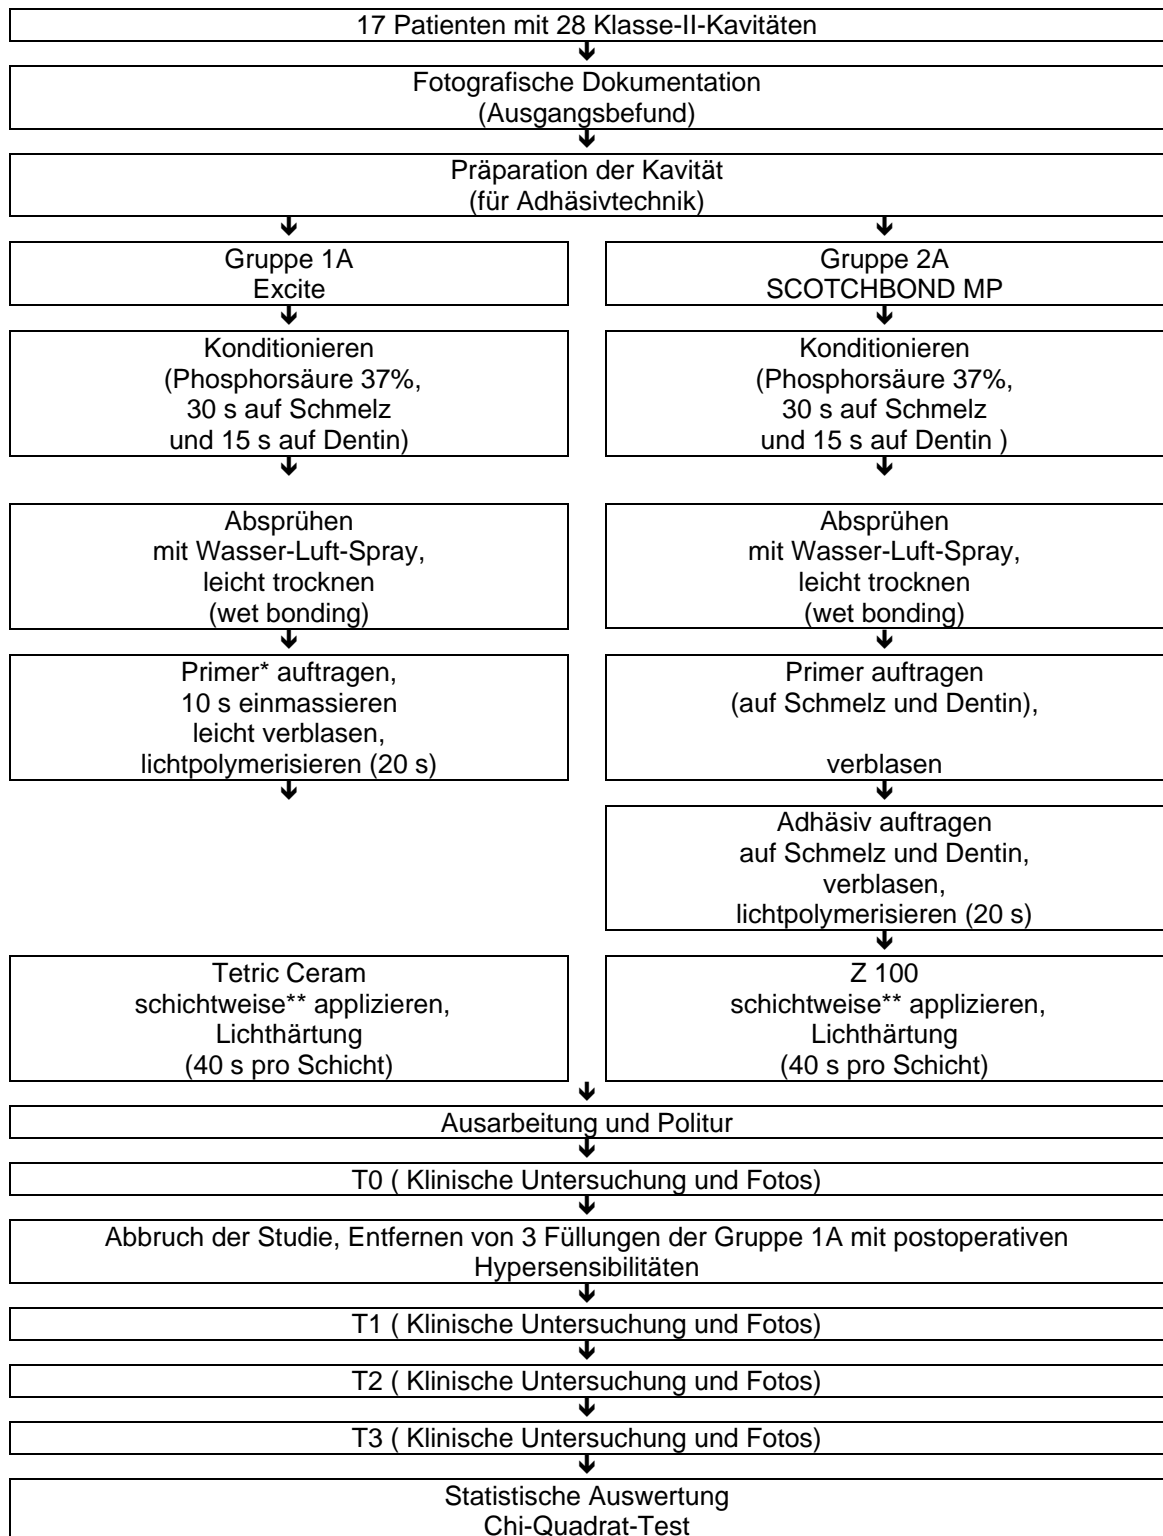 17 Patienten mit 28 Klasse-II-Kavitäten
Fotografische Dokumentation
(Ausgangsbefund)
Präparation der Kavität
(für Adhäsivtechnik)
Gruppe 1A
Excite
Gruppe 2A
SCOTCHBOND MP
Konditionieren
(Phosphorsäure 37%,
30 s auf Schmelz
und 15 s auf Dentin)
Konditionieren
(Phosphorsäure 37%,
30 s auf Schmelz
und 15 s auf Dentin )
Absprühen
mit Wasser-Luft-Spray,
leicht trocknen
(wet bonding)
Absprühen
mit Wasser-Luft-Spray,
leicht trocknen
(wet bonding)
Primer* auftragen,
10 s einmassieren
leicht verblasen,
lichtpolymerisieren (20 s)
Primer auftragen
(auf Schmelz und Dentin),
verblasen
Adhäsiv auftragen
auf Schmelz und Dentin,
verblasen,
lichtpolymerisieren (20 s)
Tetric Ceram
schichtweise** applizieren,
Lichthärtung
(40 s pro Schicht)
Z 100
schichtweise** applizieren,
Lichthärtung
(40 s pro Schicht)
Ausarbeitung und Politur
T0 ( Klinische Untersuchung und Fotos)
Abbruch der Studie, Entfernen von 3 Füllungen der Gruppe 1A mit postoperativen
Hypersensibilitäten
T1 ( Klinische Untersuchung und Fotos)
T2 ( Klinische Untersuchung und Fotos)
T3 ( Klinische Untersuchung und Fotos)
Statistische Auswertung
Chi-Quadrat-Test